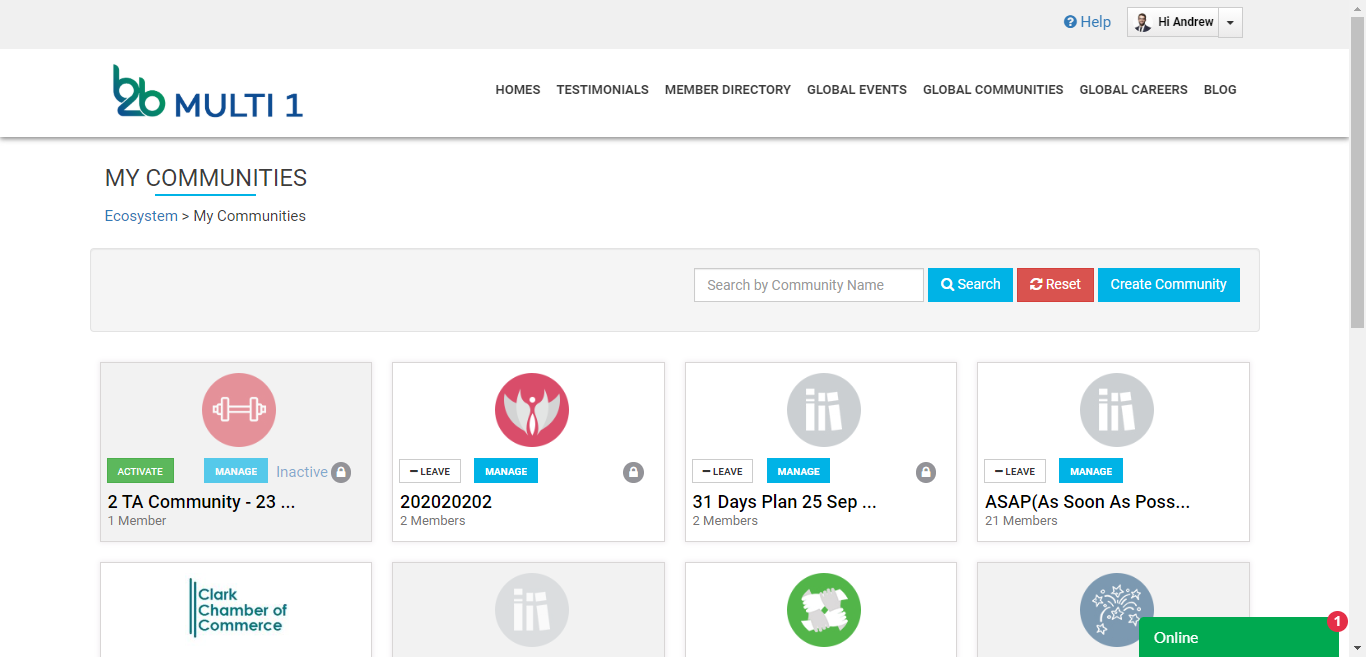 Help
Hi Andrew
b2b MULTI 1
HOMES TESTIMONIALS MEMBER DIRECTORY GLOBAL EVENTS GLOBAL COMMUNITIES GLOBAL CAREERS BLOG
MY COMMUNITIES
Ecosystem > My Communities
Search by Community Name Search Reset Create Community
ACTIVATE MANAGE Inactive
2 TA Community - 23 ...
1 Member
LEAVE MANAGE
202020202
2 Members
LEAVE MANAGE
31 Days Plan 25 Sep ...
2 Members
LEAVE MANAGE
ASAP(As Soon As Poss...
21 Members
Clark
Chamber of
Commerce
Online
1